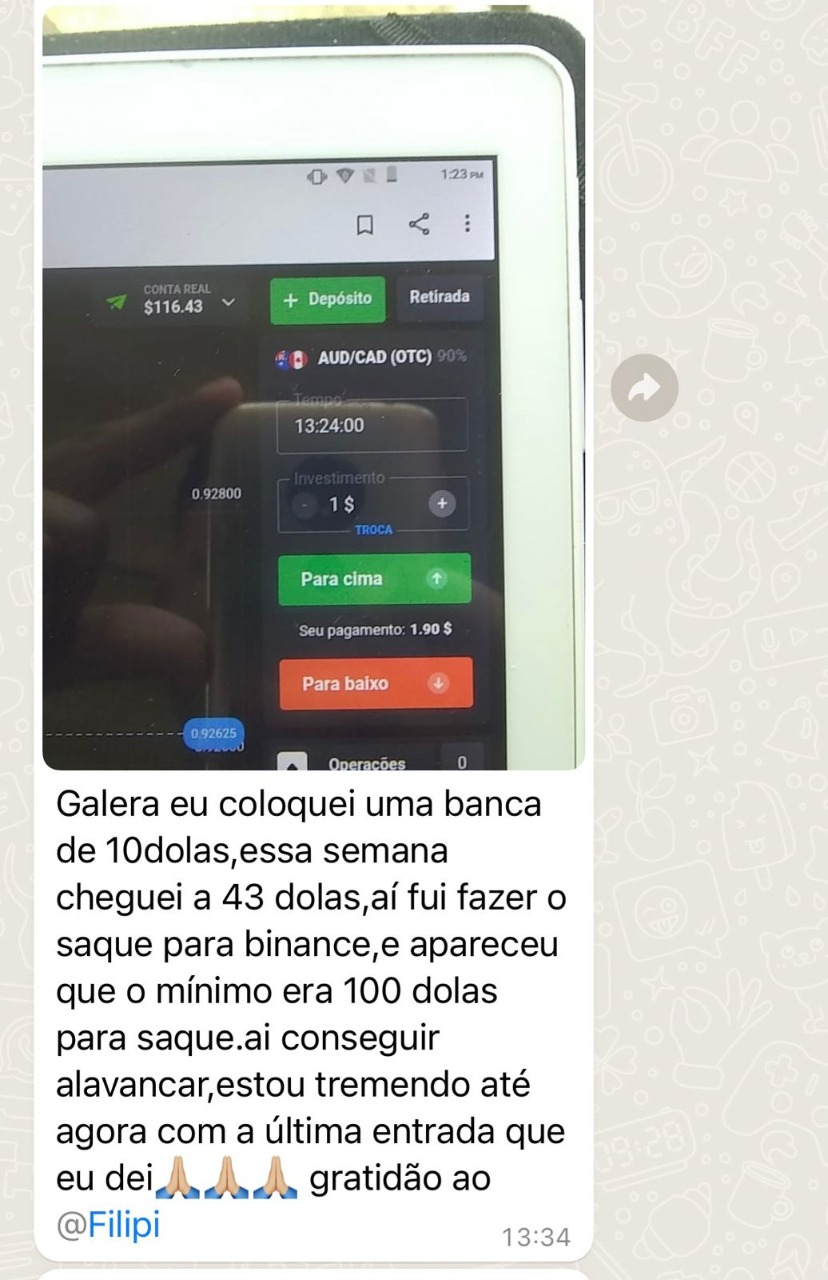 1:23 PM
CONTA REAL
$116.43
+ Depósito
Retirada
AUD/CAD (OTC) 90%
Tempo
13:24:00
0.92800
Investimento
- 1 $ +
TROCA
Para cima
Seu pagamento: 1.90 $
Para baixo
0.92625
Operações 0
Galera eu coloquei uma banca
de 10dolas,essa semana
cheguei a 43 dolas,aí fui fazer o
saque para binance,e apareceu
que o mínimo era 100 dolas
para saque.ai conseguir
alavancar,estou tremendo até
agora com a última entrada que
eu dei🙏🏼🙏🏼🙏🏼 gratidão ao
@Filipi
13:34